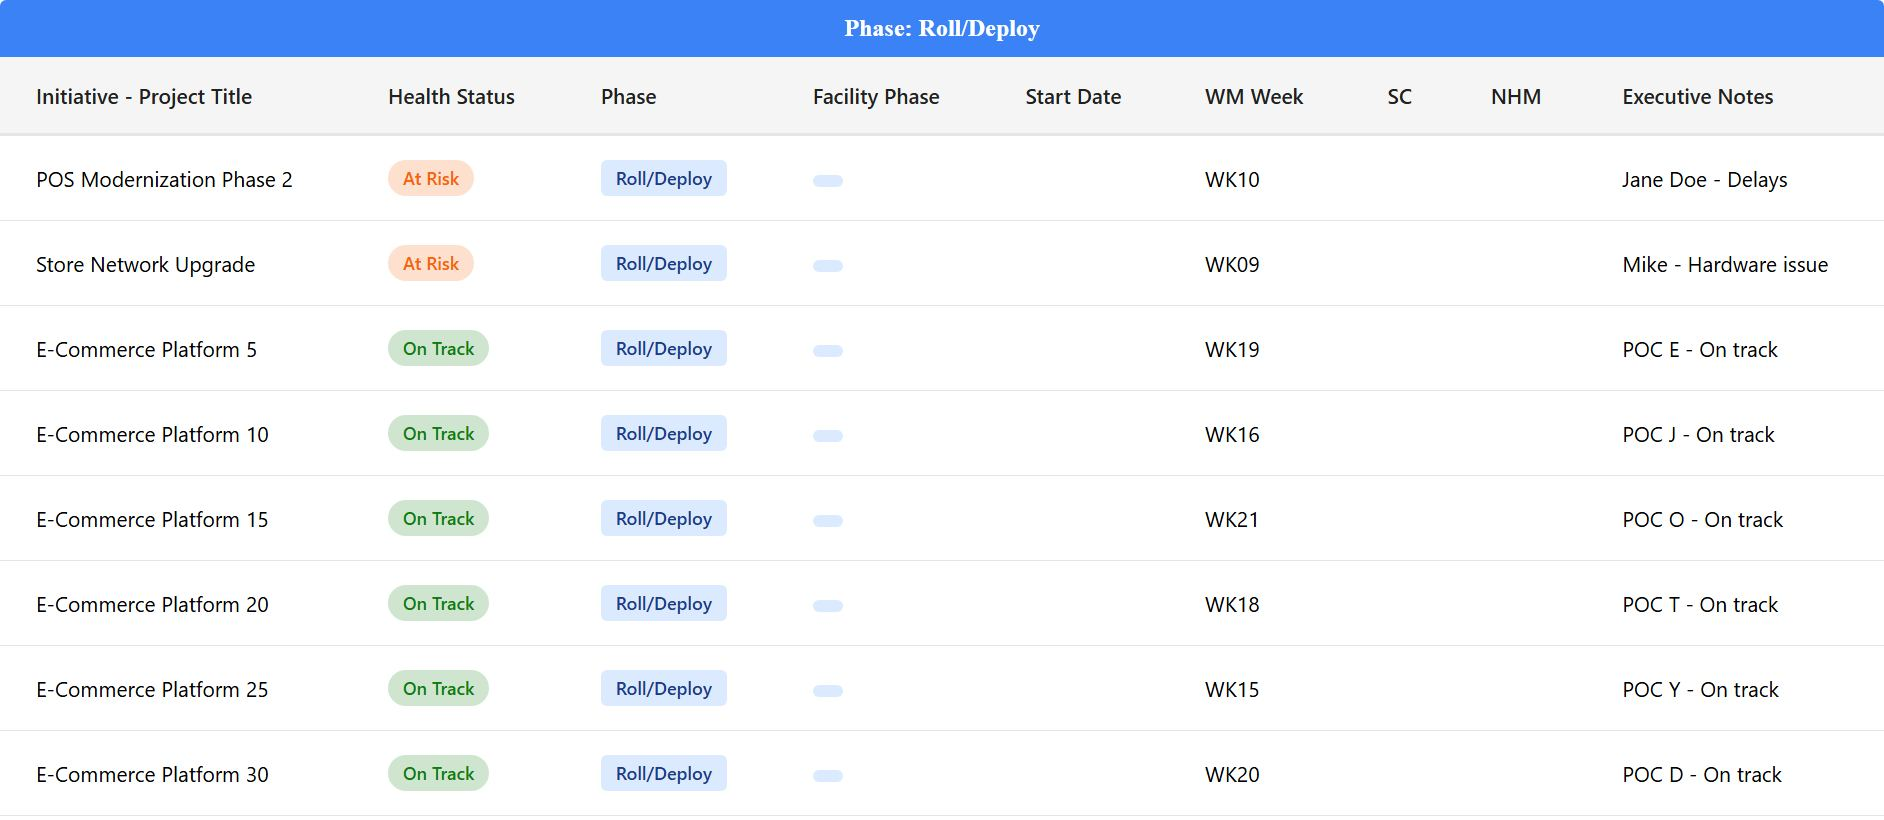 Phase: Roll/Deploy
Initiative - Project Title Health Status Phase Facility Phase Start Date WM Week SC NHM Executive Notes
POS Modernization Phase 2 At Risk Roll/Deploy WK10 Jane Doe - Delays
Store Network Upgrade At Risk Roll/Deploy WK09 Mike - Hardware issue
E-Commerce Platform 5 On Track Roll/Deploy WK19 POC E - On track
E-Commerce Platform 10 On Track Roll/Deploy WK16 POC J - On track
E-Commerce Platform 15 On Track Roll/Deploy WK21 POC O - On track
E-Commerce Platform 20 On Track Roll/Deploy WK18 POC T - On track
E-Commerce Platform 25 On Track Roll/Deploy WK15 POC Y - On track
E-Commerce Platform 30 On Track Roll/Deploy WK20 POC D - On track